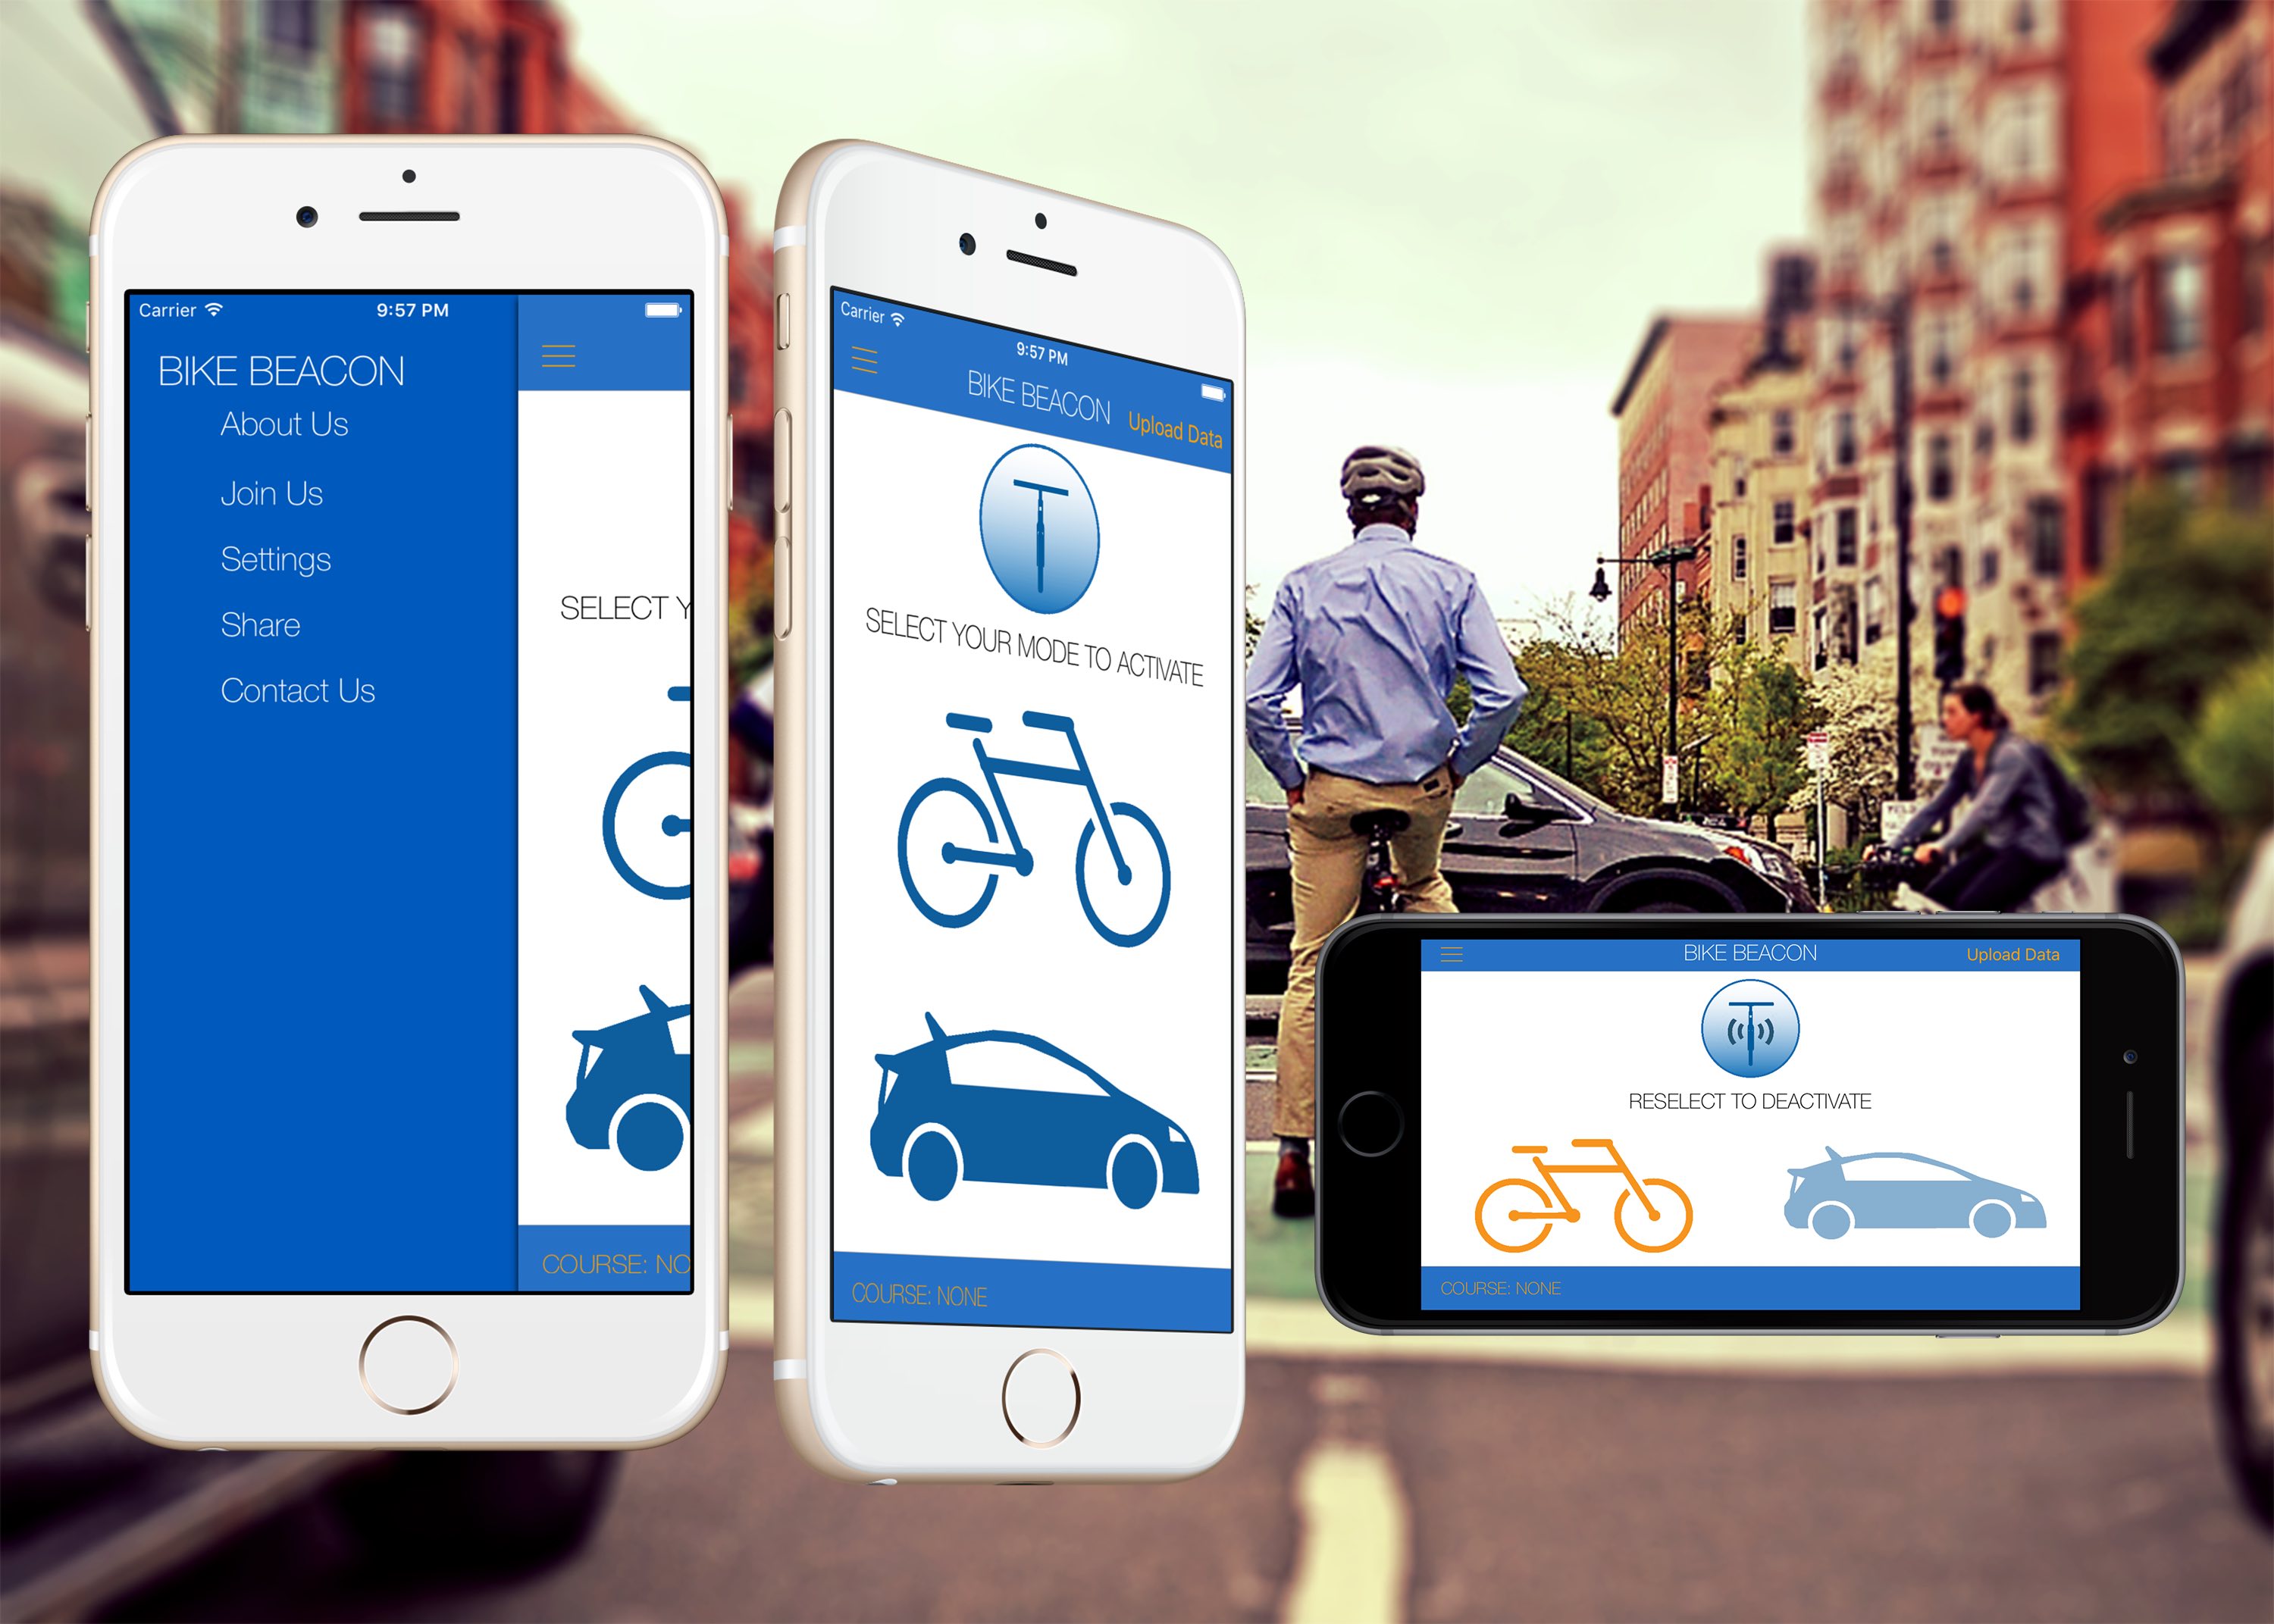 Carrier
9:57 PM
BIKE BEACON
About Us
Join Us
Settings
Share
Contact Us
SELECT Y
COURSE: NO
Carrier
9:57 PM
BIKE BEACON
Upload Data
SELECT YOUR MODE TO ACTIVATE
COURSE: NONE
BIKE BEACON
Upload Data
RESELECT TO DEACTIVATE
COURSE: NONE